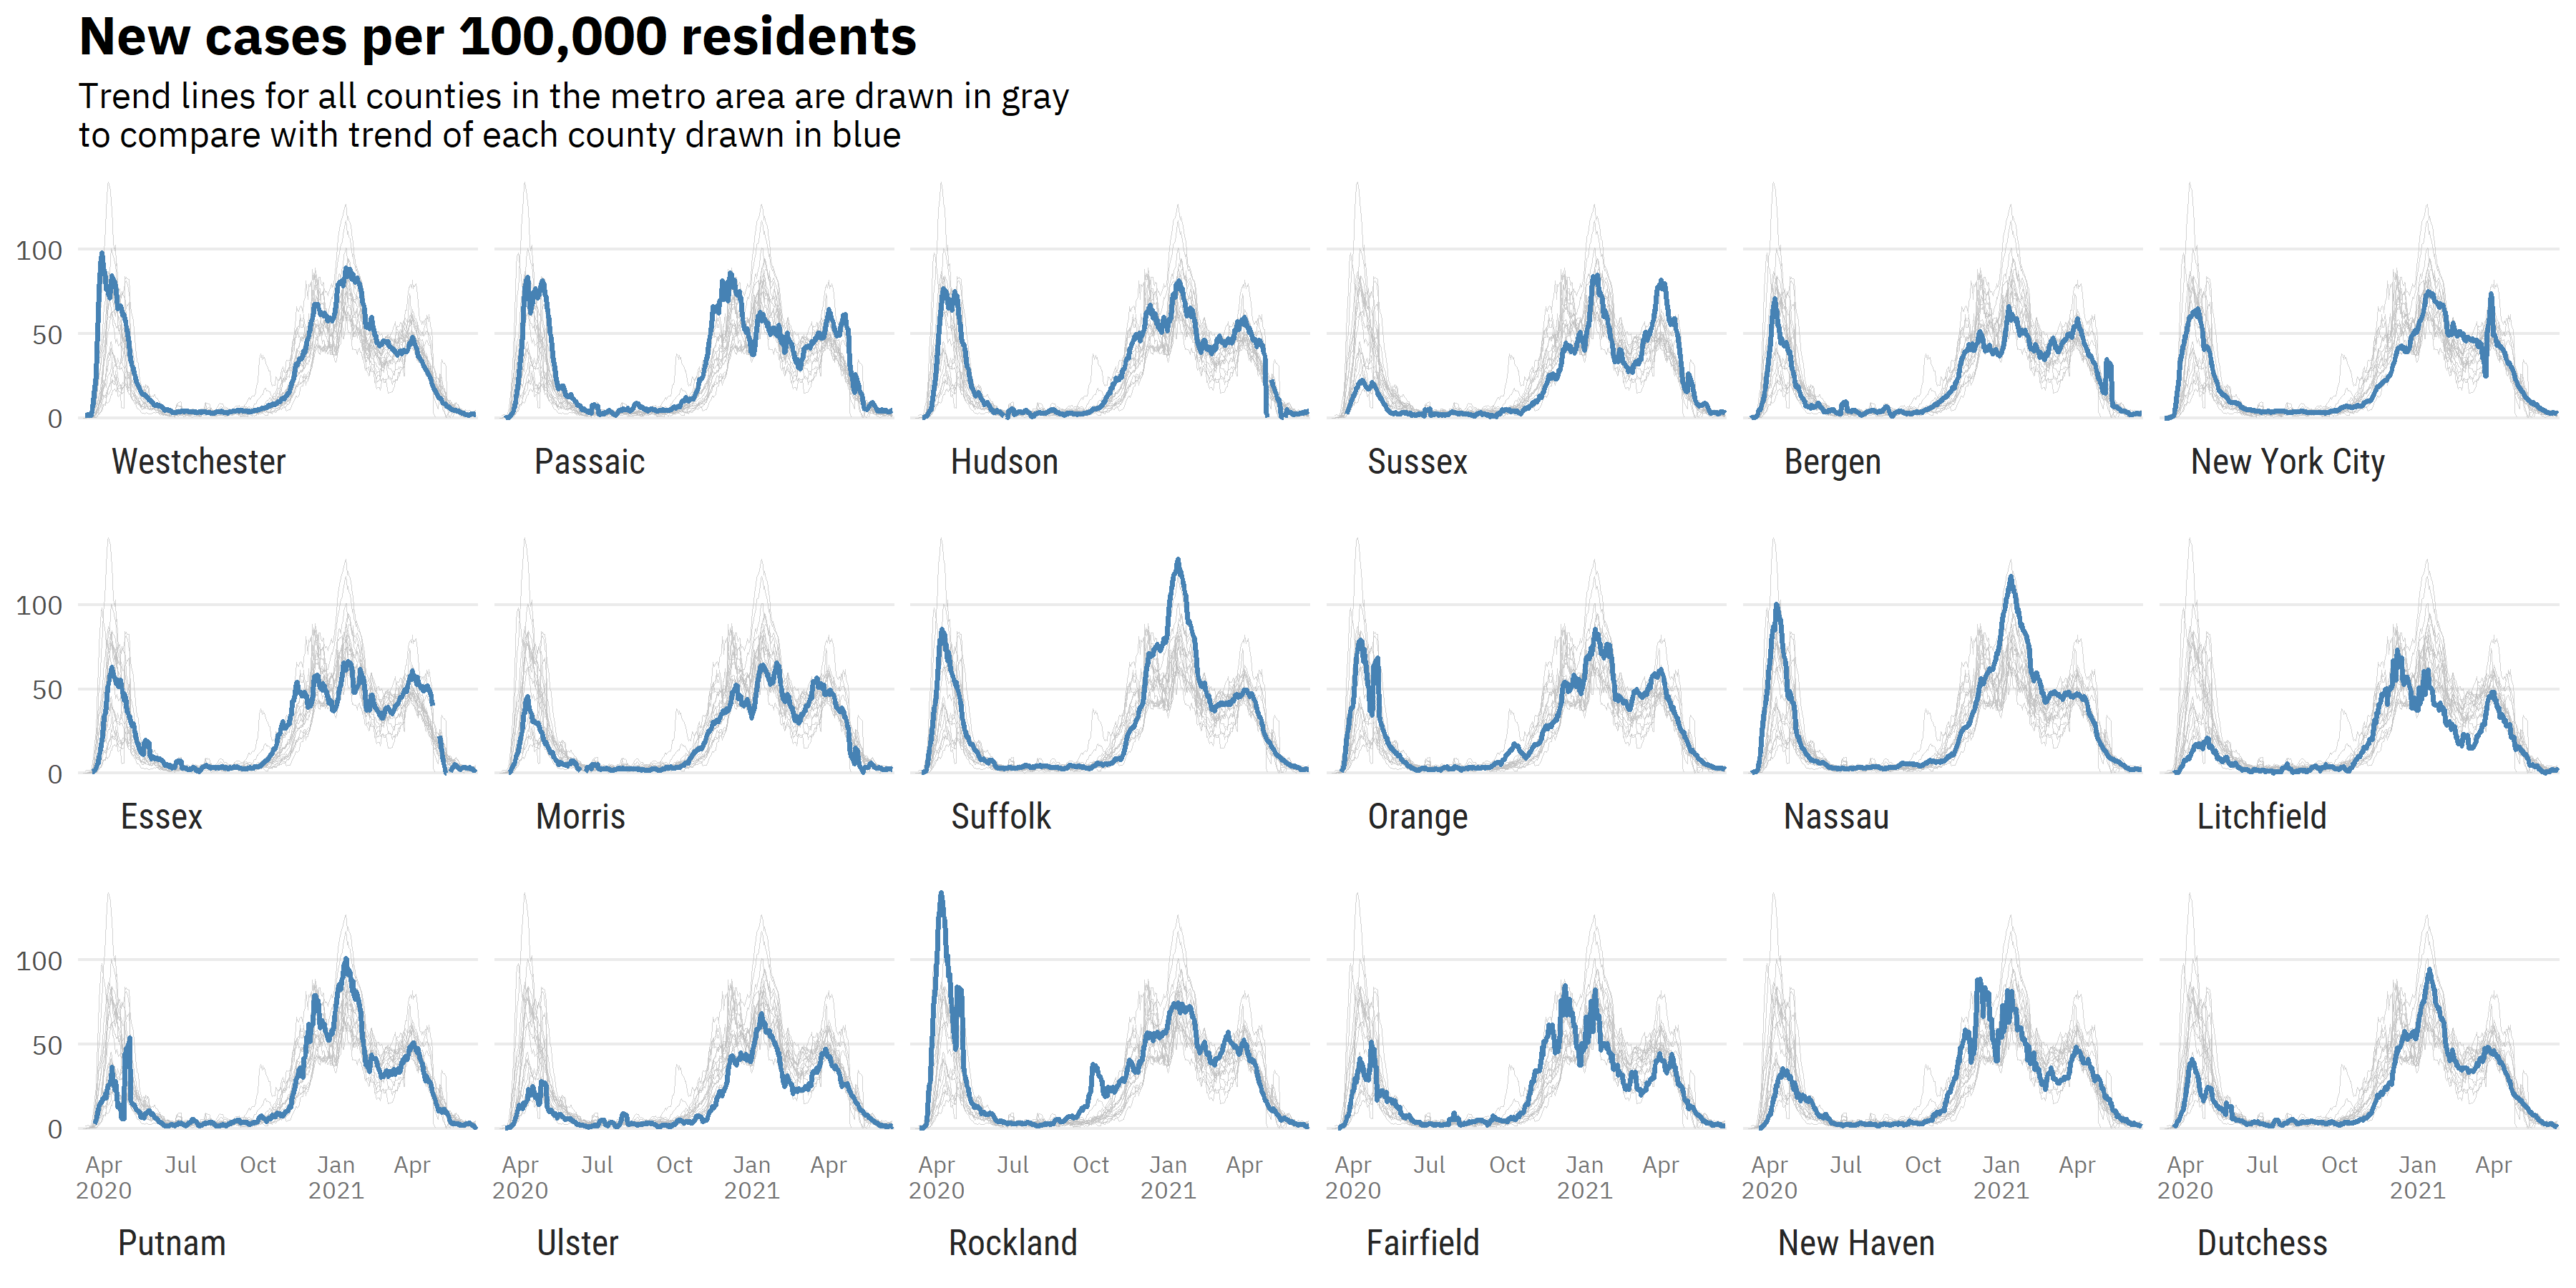 New cases per 100,000 residents
Trend lines for all counties in the metro area are drawn in gray
to compare with trend of each county drawn in blue
100
50
0
Westchester Passaic Hudson Sussex Bergen New York City
100
50
0
Essex Morris Suffolk Orange Nassau Litchfield
100
50
0
Apr Jul Oct Jan Apr Apr Jul Oct Jan Apr Apr Jul Oct Jan Apr Apr Jul Oct Jan Apr Apr Jul Oct Jan Apr Apr Jul Oct Jan Apr
2020 2021 2020 2021 2020 2021 2020 2021 2020 2021 2020 2021
Putnam Ulster Rockland Fairfield New Haven Dutchess